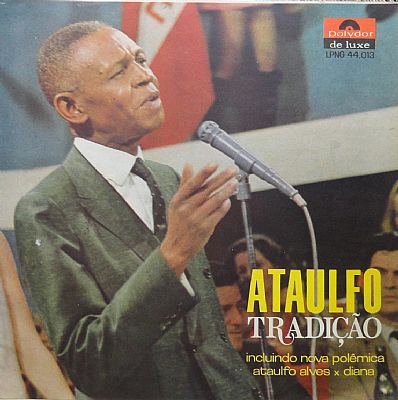 Polydor
de luxe
LPNG 44.013
ATAULFO
TRADIÇÃO
incluindo nova polêmica
ataulfo alves x diana